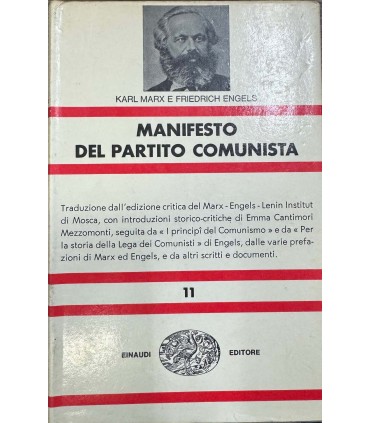 KARL MARX E FRIEDRICH ENGELS
MANIFESTO
DEL PARTITO COMUNISTA
Traduzione dall'edizione critica del Marx-Engels-Lenin Institut
di Mosca, con introduzioni storico-critiche di Emma Cantimori
Mezzomonti, seguita da « I principî del Comunismo » e da « Per
la storia della Lega dei Comunisti » di Engels, dalle varie prefa-
zioni di Marx ed Engels, e da altri scritti e documenti.
11
EINAUDI EDITORE